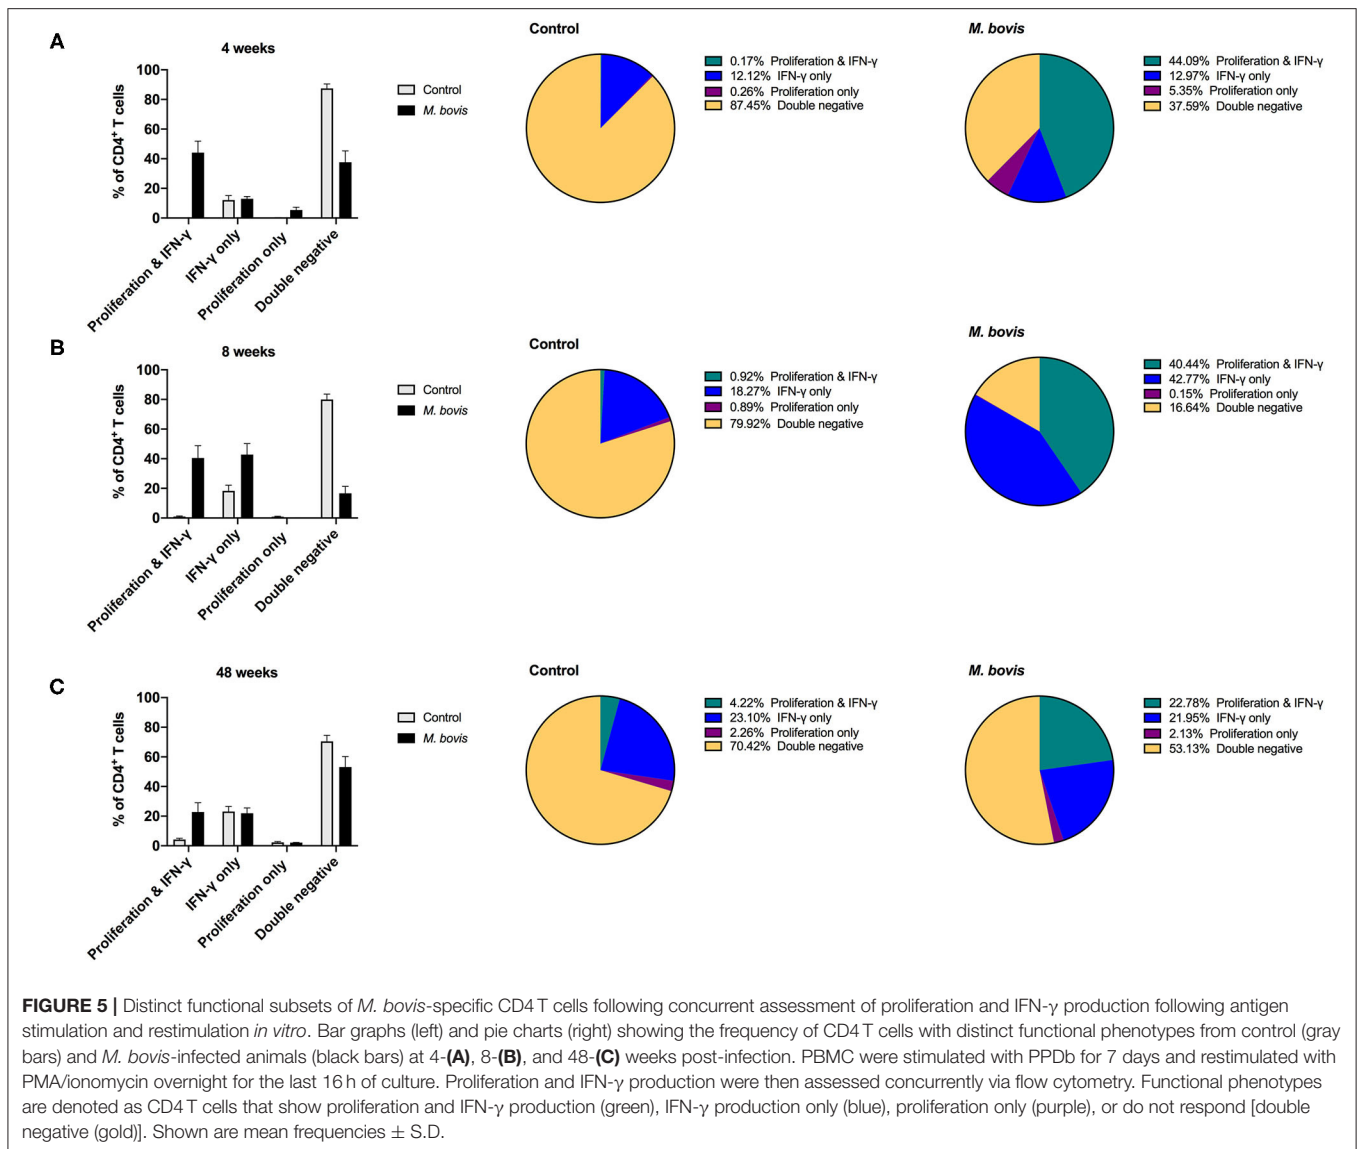 A
4 weeks
% of CD4⁺ T cells
100
80
60
40
20
0
Proliferation & IFN-γ
IFN-γ only
Proliferation only
Double negative
Control
M. bovis
Control
0.17% Proliferation & IFN-γ
12.12% IFN-γ only
0.26% Proliferation only
87.45% Double negative
M. bovis
44.09% Proliferation & IFN-γ
12.97% IFN-γ only
5.35% Proliferation only
37.59% Double negative
B
8 weeks
% of CD4⁺ T cells
100
80
60
40
20
0
Proliferation & IFN-γ
IFN-γ only
Proliferation only
Double negative
Control
M. bovis
Control
0.92% Proliferation & IFN-γ
18.27% IFN-γ only
0.89% Proliferation only
79.92% Double negative
M. bovis
40.44% Proliferation & IFN-γ
42.77% IFN-γ only
0.15% Proliferation only
16.64% Double negative
C
48 weeks
% of CD4⁺ T cells
100
80
60
40
20
0
Proliferation & IFN-γ
IFN-γ only
Proliferation only
Double negative
Control
M. bovis
Control
4.22% Proliferation & IFN-γ
23.10% IFN-γ only
2.26% Proliferation only
70.42% Double negative
M. bovis
22.78% Proliferation & IFN-γ
21.95% IFN-γ only
2.13% Proliferation only
53.13% Double negative
FIGURE 5 | Distinct functional subsets of M. bovis-specific CD4 T cells following concurrent assessment of proliferation and IFN-γ production following antigen
stimulation and restimulation in vitro. Bar graphs (left) and pie charts (right) showing the frequency of CD4 T cells with distinct functional phenotypes from control (gray
bars) and M. bovis-infected animals (black bars) at 4-(A), 8-(B), and 48-(C) weeks post-infection. PBMC were stimulated with PPDb for 7 days and restimulated with
PMA/ionomycin overnight for the last 16 h of culture. Proliferation and IFN-γ production were then assessed concurrently via flow cytometry. Functional phenotypes
are denoted as CD4 T cells that show proliferation and IFN-γ production (green), IFN-γ production only (blue), proliferation only (purple), or do not respond [double
negative (gold)]. Shown are mean frequencies ± S.D.